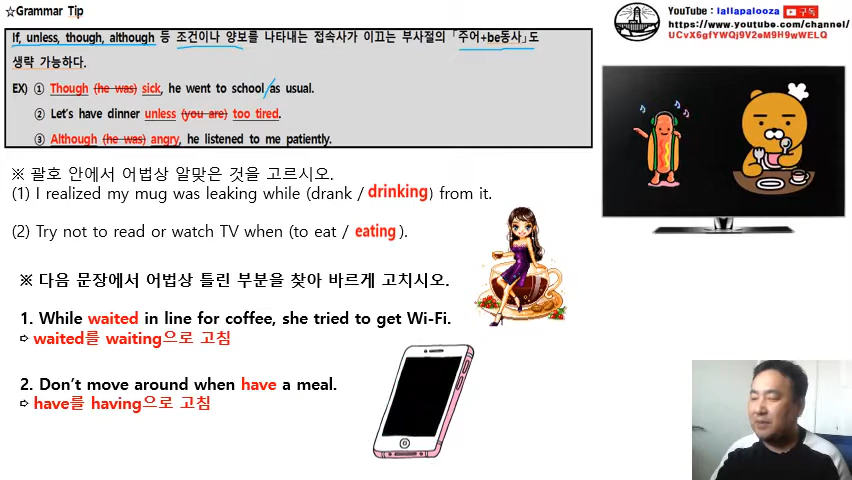 ☆Grammar Tip
If, unless, though, although 등 조건이나 양보를 나타내는 접속사가 이끄는 부사절의 「주어+be동사」도
생략 가능하다.
EX) ① Though (he was) sick, he went to school as usual.
② Let's have dinner unless (you are) too tired.
③ Although (he was) angry, he listened to me patiently.
※ 괄호 안에서 어법상 알맞은 것을 고르시오.
(1) I realized my mug was leaking while (drank / drinking) from it.
(2) Try not to read or watch TV when (to eat / eating ).
※ 다음 문장에서 어법상 틀린 부분을 찾아 바르게 고치시오.
1. While waited in line for coffee, she tried to get Wi-Fi.
⇨ waited를 waiting으로 고침
2. Don't move around when have a meal.
⇨ have를 having으로 고침
YouTube : lallapalooza 구독
https://www.youtube.com/channel/
UCvX6gfYWQj9V2eM9H9wWELQ